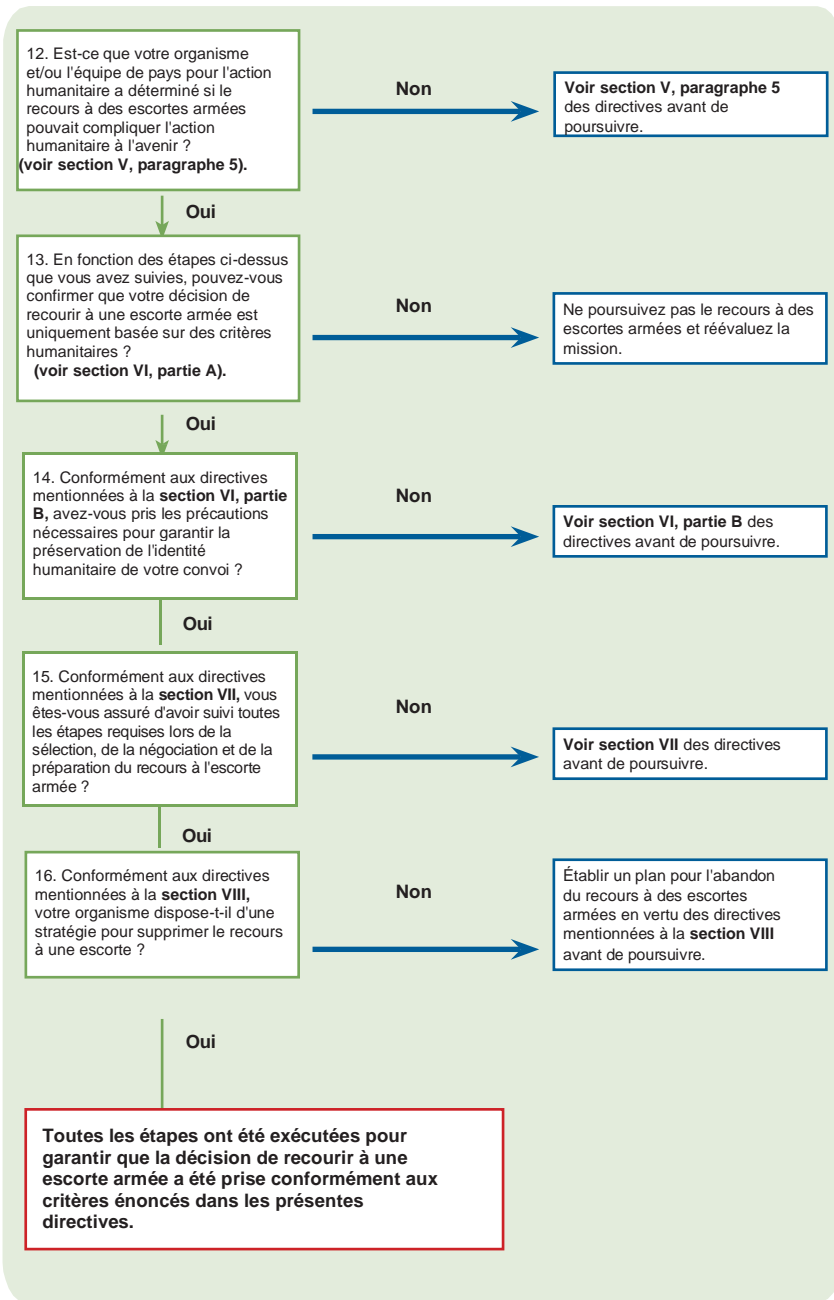 12. Est-ce que votre organisme
et/ou l'équipe de pays pour l'action
humanitaire a déterminé si le
recours à des escortes armées
pouvait compliquer l'action
humanitaire à l'avenir ?
(voir section V, paragraphe 5).
Non
Voir section V, paragraphe 5
des directives avant de
poursuivre.
Oui
13. En fonction des étapes ci-dessus
que vous avez suivies, pouvez-vous
confirmer que votre décision de
recourir à une escorte armée est
uniquement basée sur des critères
humanitaires ?
(voir section VI, partie A).
Non
Ne poursuivez pas le recours à des
escortes armées et réévaluez la
mission.
Oui
14. Conformément aux directives
mentionnées à la section VI, partie
B, avez-vous pris les précautions
nécessaires pour garantir la
préservation de l'identité
humanitaire de votre convoi ?
Non
Voir section VI, partie B des
directives avant de poursuivre.
Oui
15. Conformément aux directives
mentionnées à la section VII, vous
êtes-vous assuré d'avoir suivi toutes
les étapes requises lors de la
sélection, de la négociation et de la
préparation du recours à l'escorte
armée ?
Non
Voir section VII des directives
avant de poursuivre.
Oui
16. Conformément aux directives
mentionnées à la section VIII,
votre organisme dispose-t-il d'une
stratégie pour supprimer le recours
à une escorte ?
Non
Établir un plan pour l'abandon
du recours à des escortes
armées en vertu des directives
mentionnées à la section VIII
avant de poursuivre.
Oui
Toutes les étapes ont été exécutées pour
garantir que la décision de recourir à une
escorte armée a été prise conformément aux
critères énoncés dans les présentes
directives.